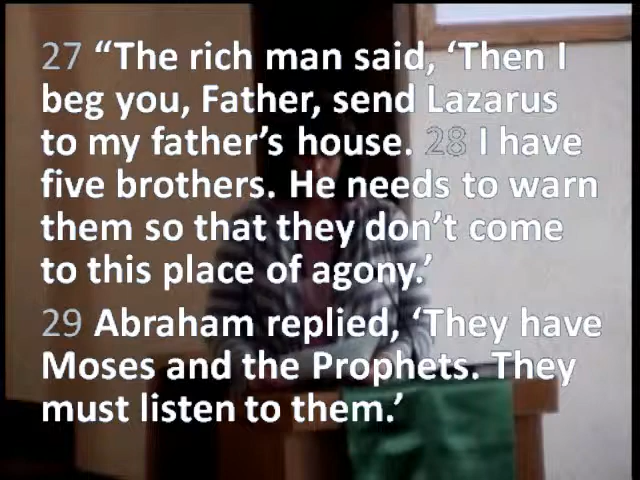 27 “The rich man said, ‘Then I
beg you, Father, send Lazarus
to my father’s house. 28 I have
five brothers. He needs to warn
them so that they don’t come
to this place of agony.’
29 Abraham replied, ‘They have
Moses and the Prophets. They
must listen to them.’